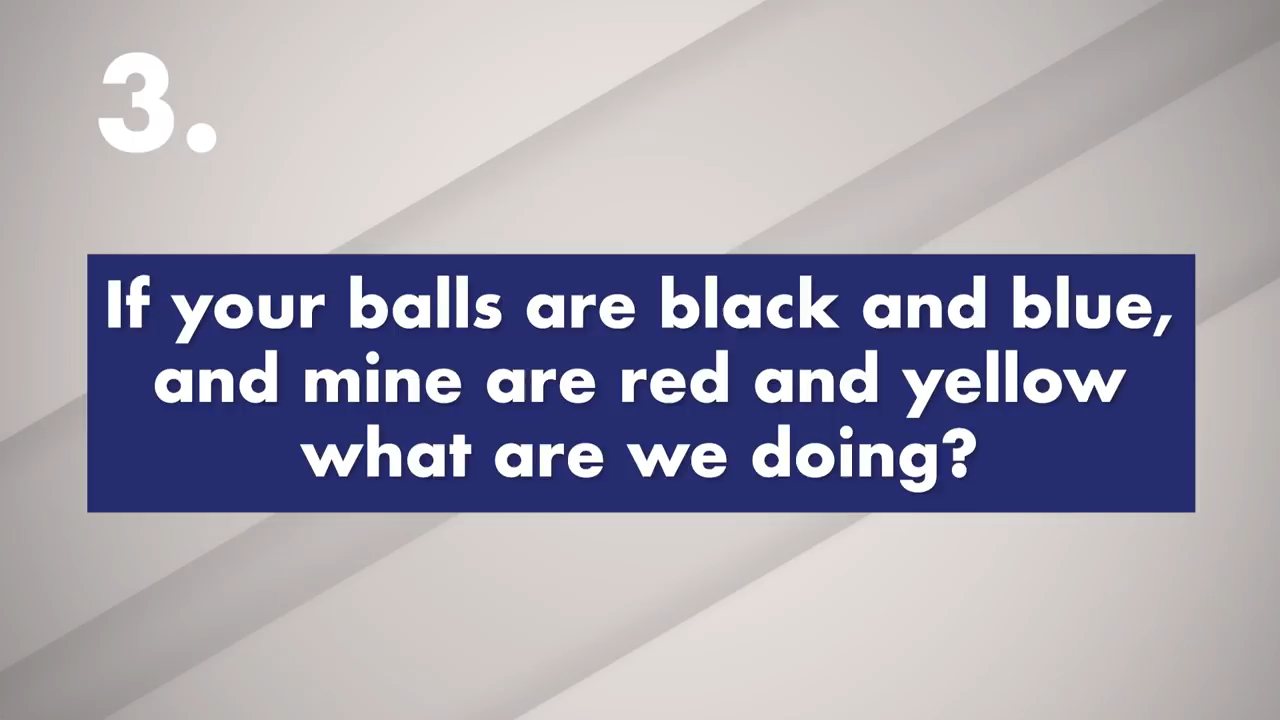 3.
If your balls are black and blue,
and mine are red and yellow
what are we doing?